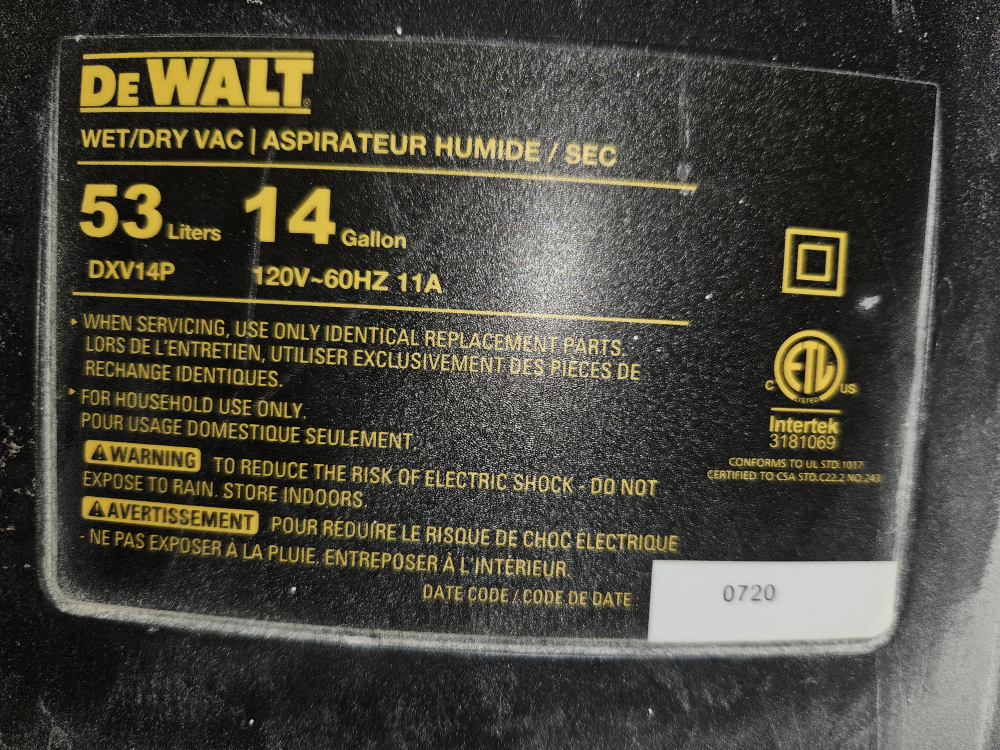 DEWALT
WET/DRY VAC | ASPIRATEUR HUMIDE / SEC
53 Liters 14 Gallon
DXV14P 120V~60HZ 11A
▸ WHEN SERVICING, USE ONLY IDENTICAL REPLACEMENT PARTS.
LORS DE L'ENTRETIEN, UTILISER EXCLUSIVEMENT DES PIÈCES DE
RECHANGE IDENTIQUES.
▸ FOR HOUSEHOLD USE ONLY.
POUR USAGE DOMESTIQUE SEULEMENT.
⚠WARNING TO REDUCE THE RISK OF ELECTRIC SHOCK - DO NOT
EXPOSE TO RAIN. STORE INDOORS.
⚠AVERTISSEMENT POUR RÉDUIRE LE RISQUE DE CHOC ÉLECTRIQUE
- NE PAS EXPOSER À LA PLUIE. ENTREPOSER À L'INTÉRIEUR.
DATE CODE / CODE DE DATE 0720
ETL
C US
LISTED
Intertek
3181069
CONFORMS TO UL STD.1017
CERTIFIED TO CSA STD.C22.2 NO.243